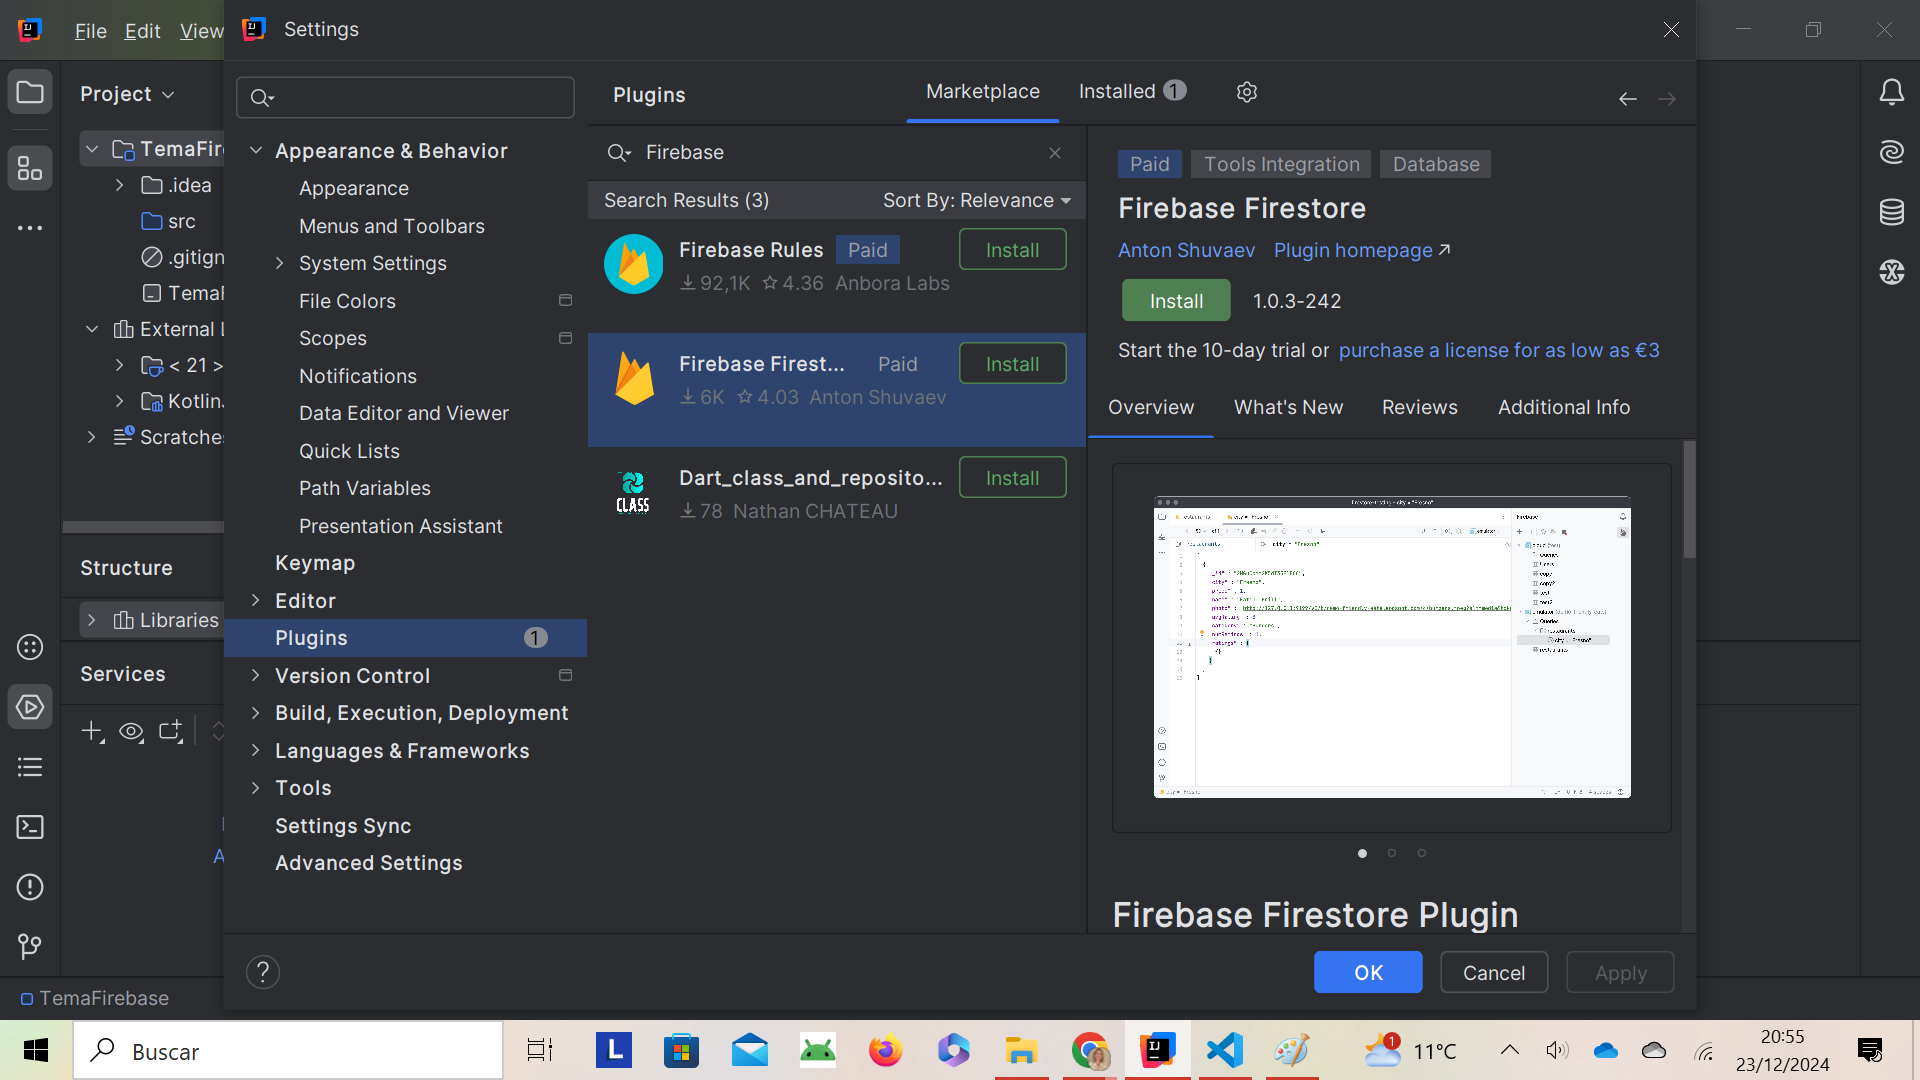 File Edit View
Settings
Project
TemaFir
.idea
src
.gitign
Temaf
External L
< 21 >
Kotlin
Scratches
Structure
Libraries
Services
A
TemaFirebase
Appearance & Behavior
Appearance
Menus and Toolbars
System Settings
File Colors
Scopes
Notifications
Data Editor and Viewer
Quick Lists
Path Variables
Presentation Assistant
Keymap
Editor
Plugins 1
Version Control
Build, Execution, Deployment
Languages & Frameworks
Tools
Settings Sync
Advanced Settings
?
Plugins Marketplace Installed 1
Firebase
Search Results (3) Sort By: Relevance
Firebase Rules Paid Install
92,1K 4.36 Anbora Labs
Firebase Firest... Paid Install
6K 4.03 Anton Shuvaev
CLASS
Dart_class_and_reposito... Install
78 Nathan CHATEAU
Paid Tools Integration Database
Firebase Firestore
Anton Shuvaev Plugin homepage
Install 1.0.3-242
Start the 10-day trial or purchase a license for as low as €3
Overview What's New Reviews Additional Info
Firebase
Firebase Firestore Plugin
OK Cancel Apply
Buscar
L
IJ
1 11°C
20:55
23/12/2024